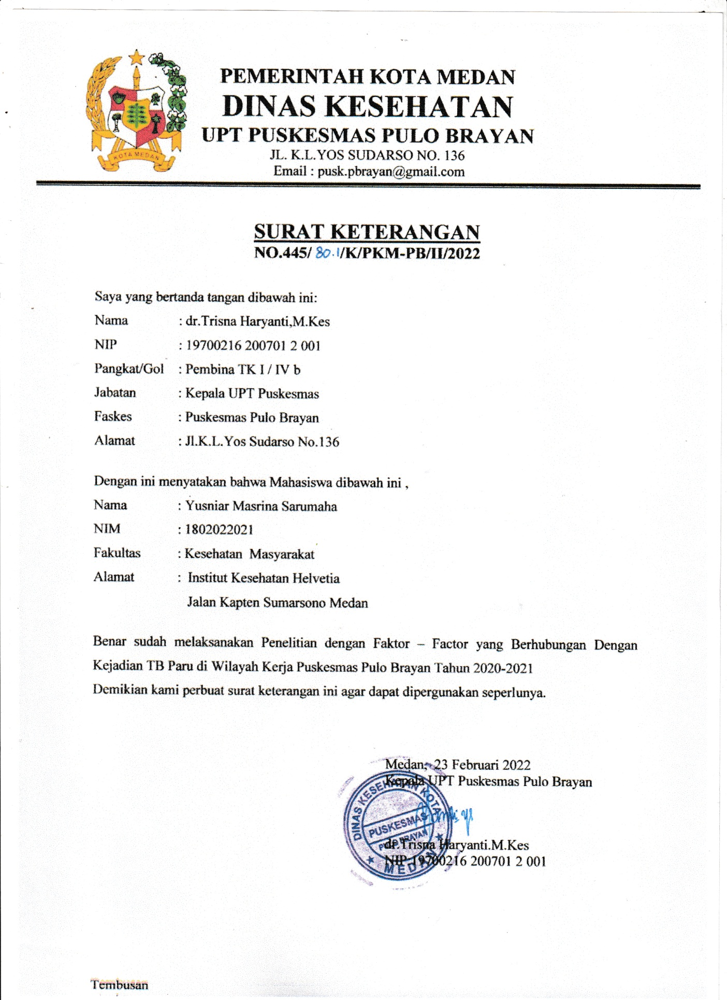 PEMERINTAH KOTA MEDAN
DINAS KESEHATAN
UPT PUSKESMAS PULO BRAYAN
JL. K.L.YOS SUDARSO NO. 136
Email : pusk.pbrayan@gmail.com
KOTA MEDAN
SURAT KETERANGAN
NO.445/ 80.1/K/PKM-PB/II/2022
Saya yang bertanda tangan dibawah ini:
Nama : dr.Trisna Haryanti,M.Kes
NIP : 19700216 200701 2 001
Pangkat/Gol : Pembina TK I / IV b
Jabatan : Kepala UPT Puskesmas
Faskes : Puskesmas Pulo Brayan
Alamat : Jl.K.L.Yos Sudarso No.136
Dengan ini menyatakan bahwa Mahasiswa dibawah ini ,
Nama : Yusniar Masrina Sarumaha
NIM : 1802022021
Fakultas : Kesehatan Masyarakat
Alamat : Institut Kesehatan Helvetia
Jalan Kapten Sumarsono Medan
Benar sudah melaksanakan Penelitian dengan Faktor – Factor yang Berhubungan Dengan
Kejadian TB Paru di Wilayah Kerja Puskesmas Pulo Brayan Tahun 2020-2021
Demikian kami perbuat surat keterangan ini agar dapat dipergunakan seperlunya.
Medan, 23 Februari 2022
Kepala UPT Puskesmas Pulo Brayan
DINAS KESEHATAN KOTA
PUSKESMAS
PULO BRAYAN
MEDAN
dr.Trisna Haryanti.M.Kes
NIP.19700216 200701 2 001
Tembusan